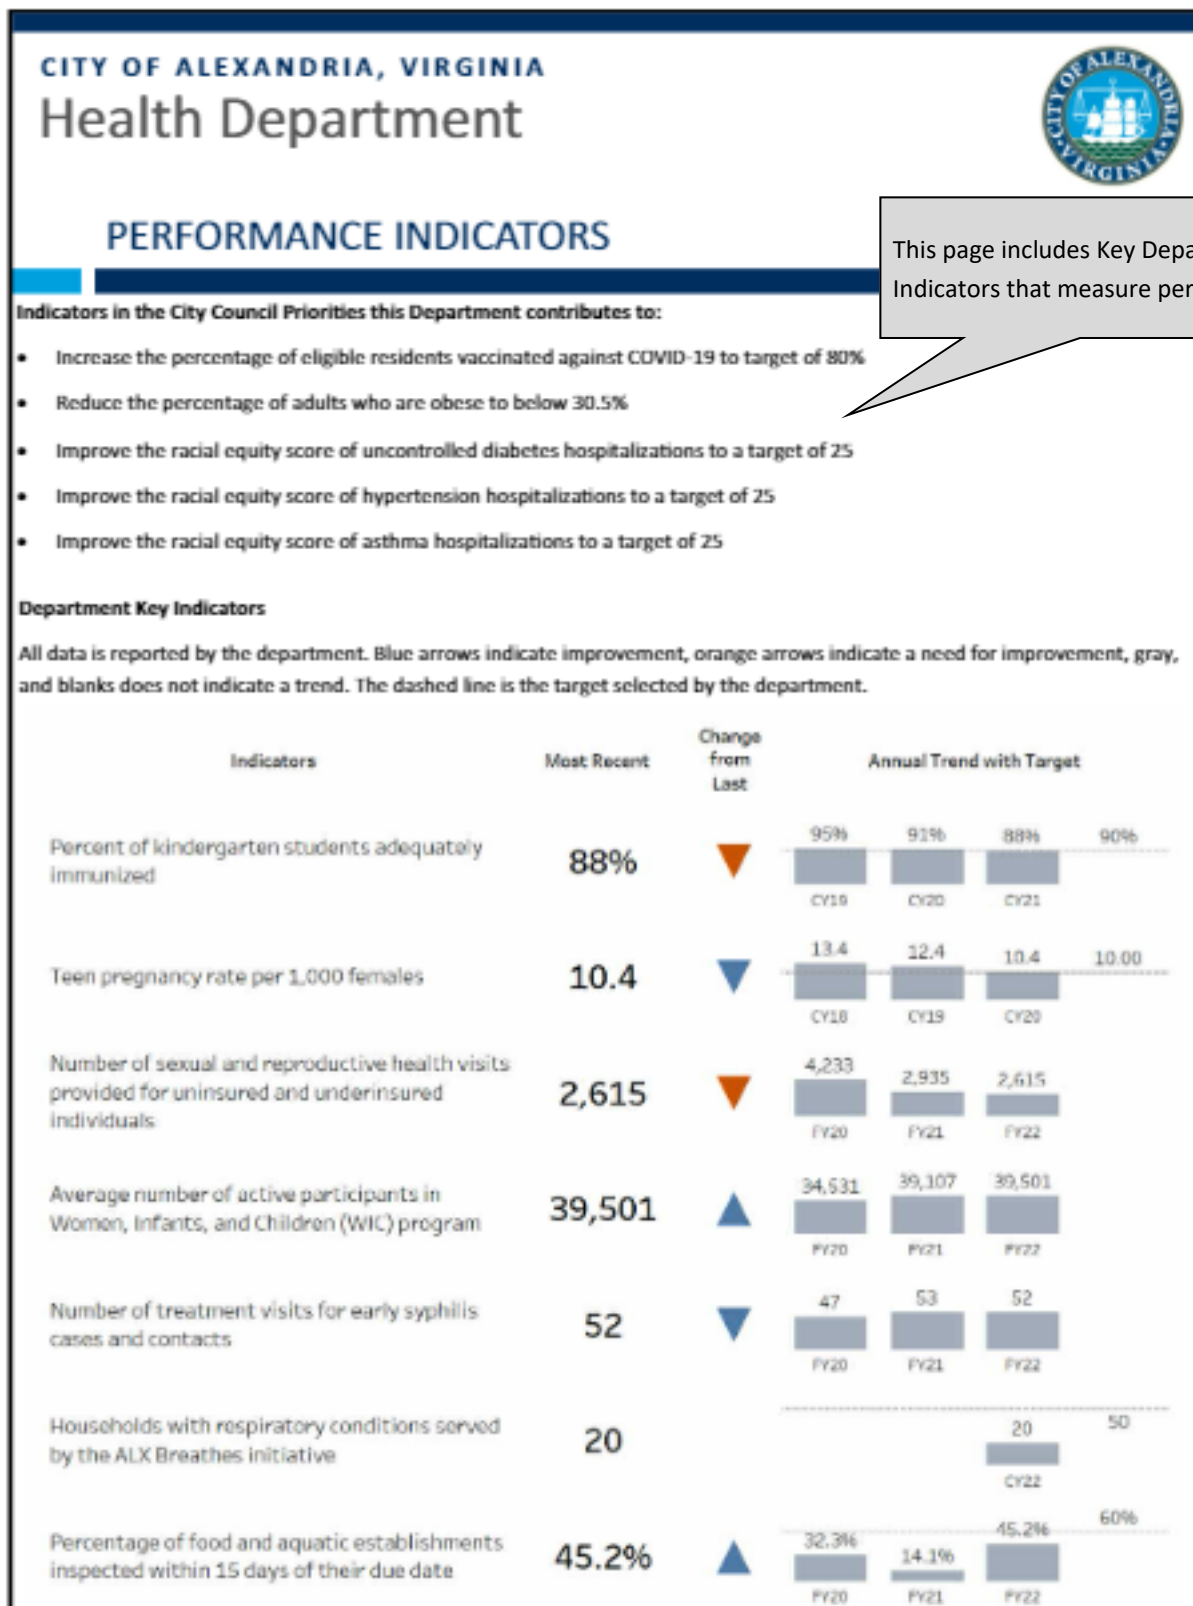 CITY OF ALEXANDRIA, VIRGINIA
Health Department
CITY OF ALEXANDRIA
VIRGINIA
PERFORMANCE INDICATORS
This page includes Key Depa
Indicators that measure per
Indicators in the City Council Priorities this Department contributes to:
• Increase the percentage of eligible residents vaccinated against COVID-19 to target of 80%
• Reduce the percentage of adults who are obese to below 30.5%
• Improve the racial equity score of uncontrolled diabetes hospitalizations to a target of 25
• Improve the racial equity score of hypertension hospitalizations to a target of 25
• Improve the racial equity score of asthma hospitalizations to a target of 25
Department Key Indicators
All data is reported by the department. Blue arrows indicate improvement, orange arrows indicate a need for improvement, gray,
and blanks does not indicate a trend. The dashed line is the target selected by the department.
Indicators
Most Recent
Change
from
Last
Annual Trend with Target
Percent of kindergarten students adequately
immunized
88%
95% 91% 88% 90%
CY19 CY20 CY21
Teen pregnancy rate per 1,000 females
10.4
13.4 12.4 10.4 10.00
CY18 CY19 CY20
Number of sexual and reproductive health visits
provided for uninsured and underinsured
individuals
2,615
4,233 2,935 2,615
FY20 FY21 FY22
Average number of active participants in
Women, Infants, and Children (WIC) program
39,501
34,531 39,107 39,501
FY20 FY21 FY22
Number of treatment visits for early syphilis
cases and contacts
52
47 53 52
FY20 FY21 FY22
Households with respiratory conditions served
by the ALX Breathes initiative
20
20 50
CY22
Percentage of food and aquatic establishments
inspected within 15 days of their due date
45.2%
32.3% 14.1% 45.2% 60%
FY20 FY21 FY22